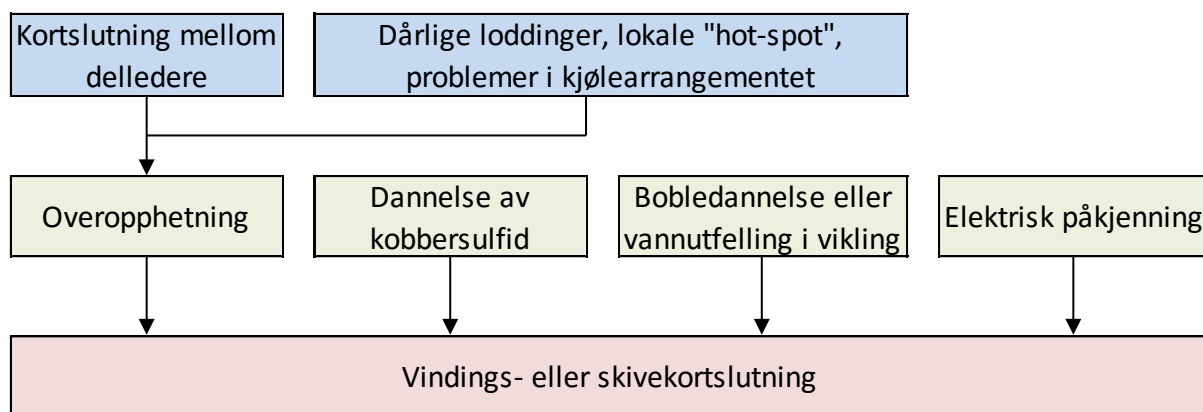 Kortslutning mellom
delledere
Dårlige loddinger, lokale "hot-spot",
problemer i kjølearrangementet
Overopphetning
Dannelse av
kobbersulfid
Bobledannelse eller
vannutfelling i vikling
Elektrisk påkjenning
Vindings- eller skivekortslutning